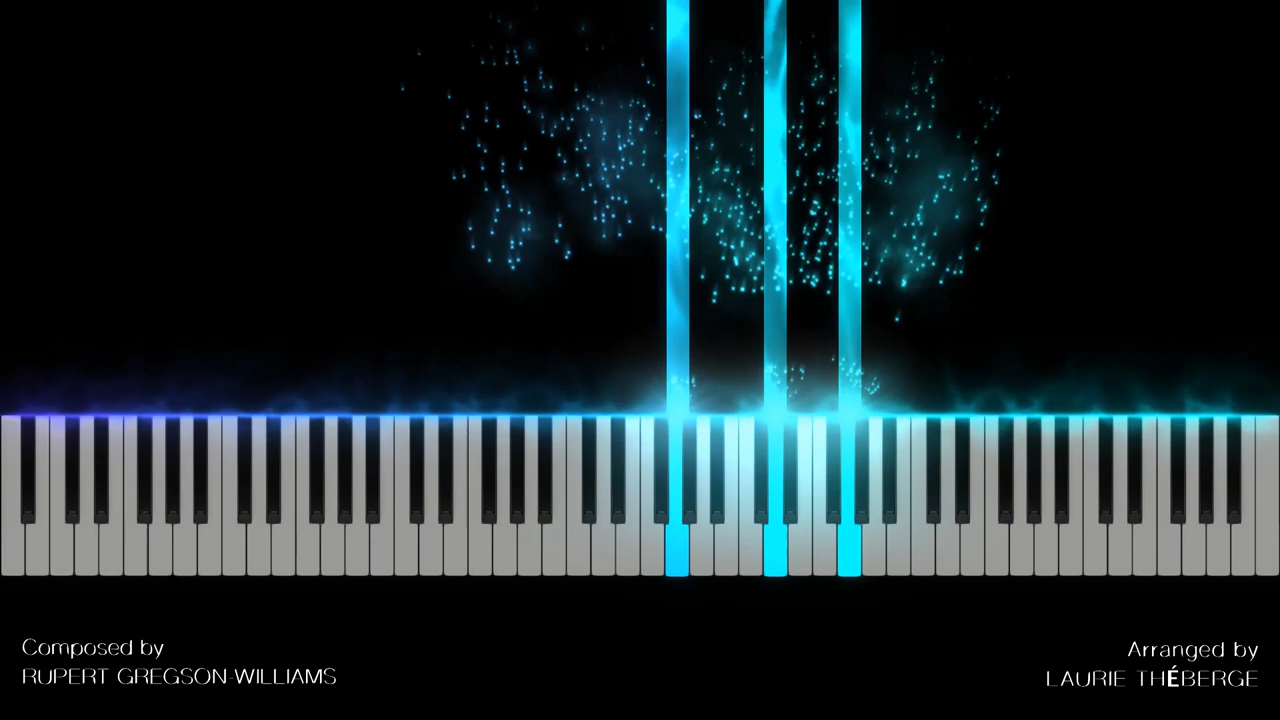 Composed by
RUPERT GREGSON-WILLIAMS
Arranged by
LAURIE THÉBERGE